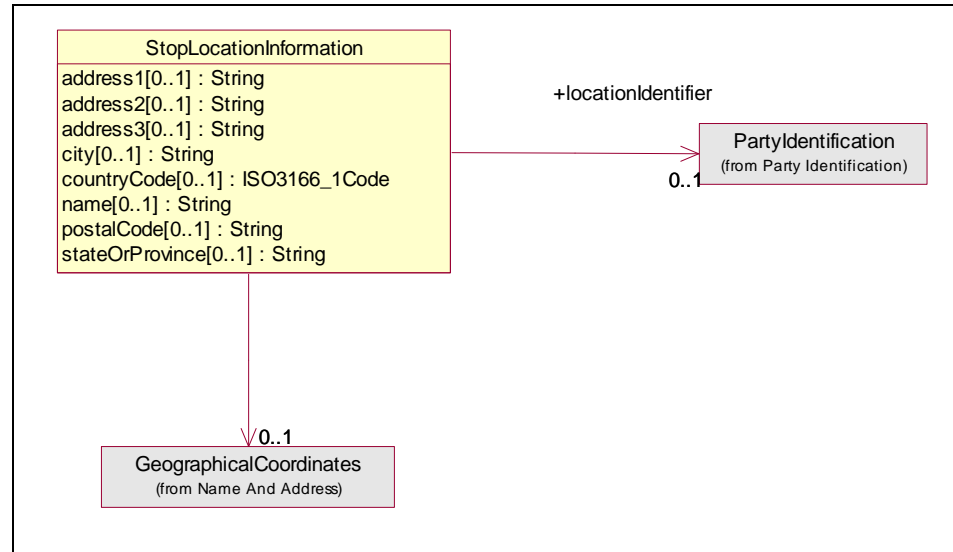 StopLocationInformation
address1[0..1] : String
address2[0..1] : String
address3[0..1] : String
city[0..1] : String
countryCode[0..1] : ISO3166_1Code
name[0..1] : String
postalCode[0..1] : String
stateOrProvince[0..1] : String
+locationIdentifier
PartyIdentification
(from Party Identification)
0..1
0..1
GeographicalCoordinates
(from Name And Address)